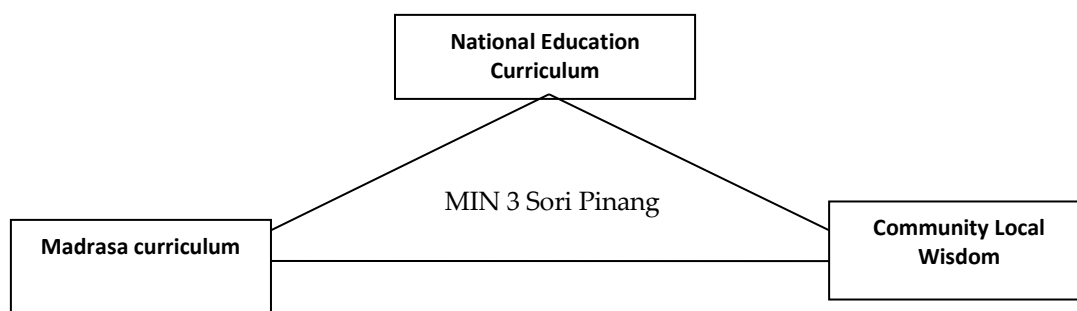 National Education
Curriculum
MIN 3 Sori Pinang
Madrasa curriculum
Community Local
Wisdom